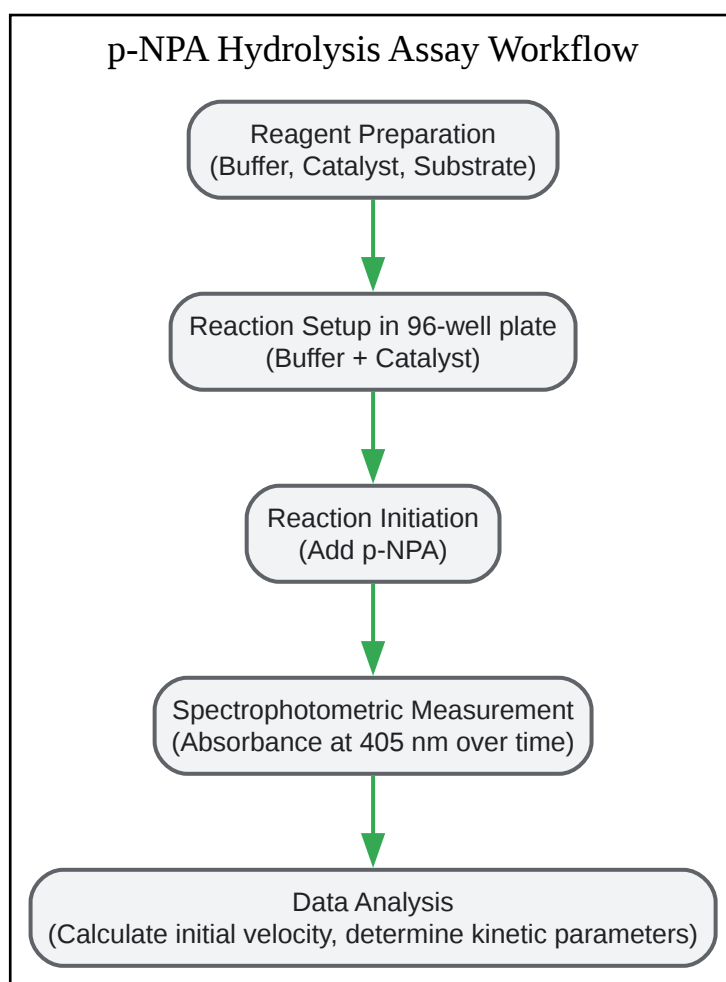 p-NPA Hydrolysis Assay Workflow
Reagent Preparation
(Buffer, Catalyst, Substrate)
Reaction Setup in 96-well plate
(Buffer + Catalyst)
Reaction Initiation
(Add p-NPA)
Spectrophotometric Measurement
(Absorbance at 405 nm over time)
Data Analysis
(Calculate initial velocity, determine kinetic parameters)